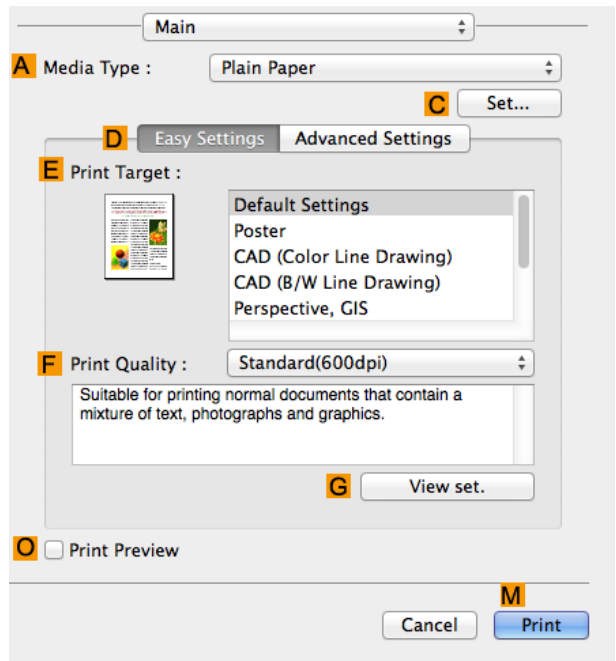 Main
A Media Type : Plain Paper
C Set...
D Easy Settings Advanced Settings
E Print Target :
Default Settings
Poster
CAD (Color Line Drawing)
CAD (B/W Line Drawing)
Perspective, GIS
F Print Quality : Standard(600dpi)
Suitable for printing normal documents that contain a
mixture of text, photographs and graphics.
G View set.
O Print Preview
M
Cancel Print